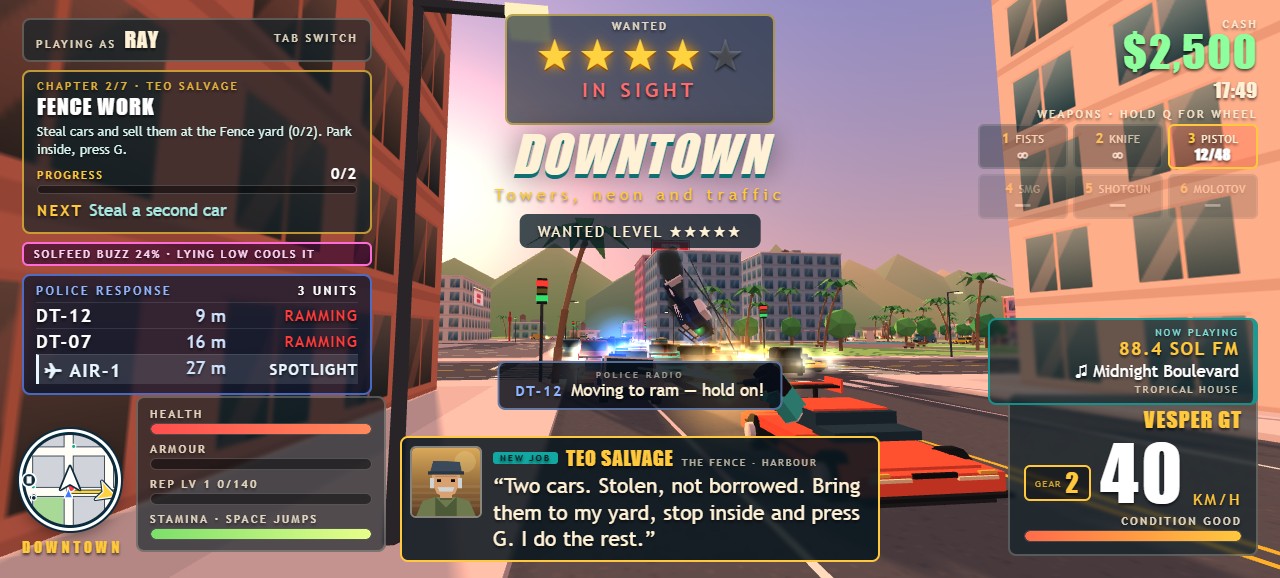 PLAYING AS RAY
TAB SWITCH
CHAPTER 2/7 · TEO SALVAGE
FENCE WORK
Steal cars and sell them at the Fence yard (0/2). Park
inside, press G.
PROGRESS 0/2
NEXT Steal a second car
SOLFEED BUZZ 24% · LYING LOW COOLS IT
POLICE RESPONSE 3 UNITS
DT-12 9 m RAMMING
DT-07 16 m RAMMING
AIR-1 27 m SPOTLIGHT
HEALTH
ARMOUR
REP LV 1 0/140
STAMINA · SPACE JUMPS
DOWNTOWN
WANTED
IN SIGHT
DOWNTOWN
Towers, neon and traffic
WANTED LEVEL ★★★★★
POLICE RADIO
DT-12 Moving to ram — hold on!
NEW JOB TEO SALVAGE THE FENCE · HARBOUR
“Two cars. Stolen, not borrowed. Bring
them to my yard, stop inside and press
G. I do the rest.”
CASH
$2,500
17:49
WEAPONS · HOLD Q FOR WHEEL
1 FISTS 2 KNIFE 3 PISTOL
∞ ∞ 12/48
4 SMG 5 SHOTGUN 6 MOLOTOV
— — —
NOW PLAYING
88.4 SOL FM
♫ Midnight Boulevard
TROPICAL HOUSE
VESPER GT
GEAR 2 40 KM/H
CONDITION GOOD